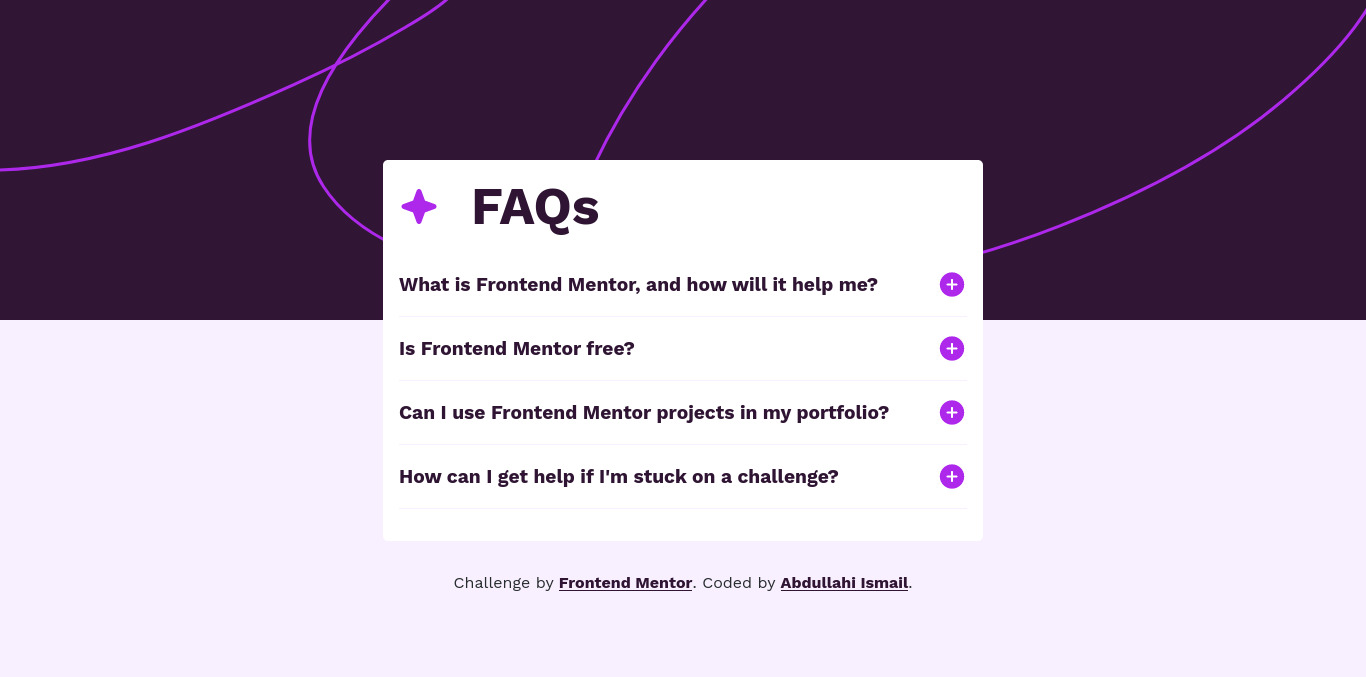 FAQs
What is Frontend Mentor, and how will it help me?
Is Frontend Mentor free?
Can I use Frontend Mentor projects in my portfolio?
How can I get help if I'm stuck on a challenge?
Challenge by Frontend Mentor. Coded by Abdullahi Ismail.